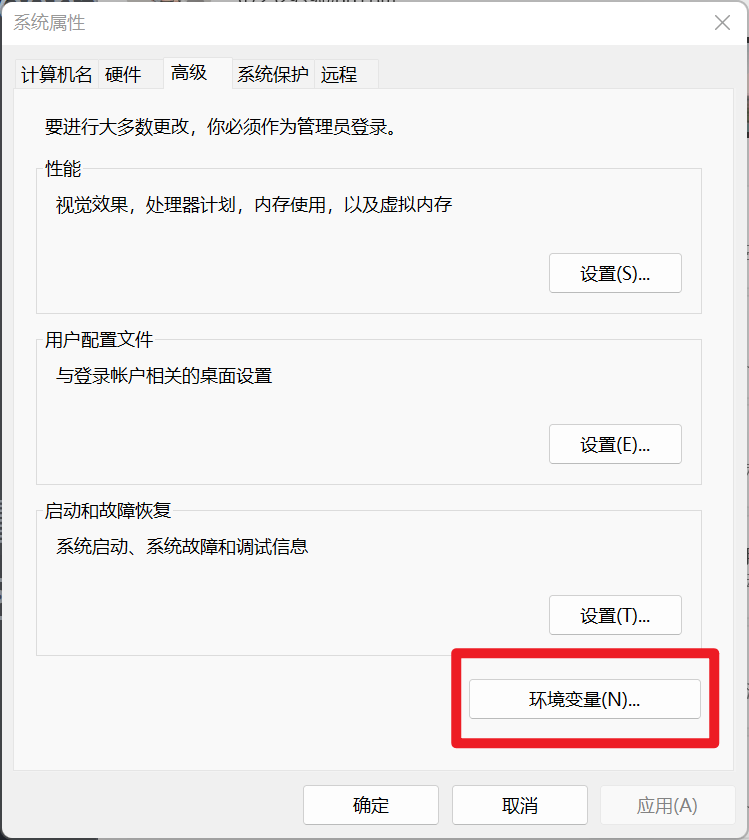 系统属性
计算机名 硬件 高级 系统保护 远程
要进行大多数更改，你必须作为管理员登录。
性能
视觉效果，处理器计划，内存使用，以及虚拟内存
设置(S)...
用户配置文件
与登录帐户相关的桌面设置
设置(E)...
启动和故障恢复
系统启动、系统故障和调试信息
设置(T)...
环境变量(N)...
确定 取消 应用(A)